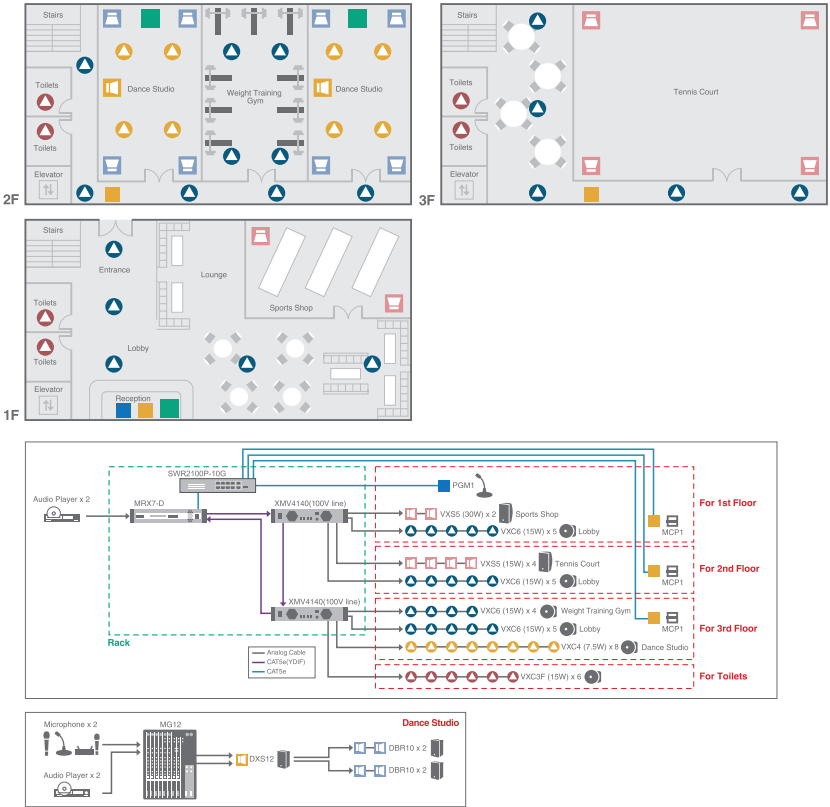 Stairs
Toilets
Toilets
Elevator
Dance Studio
Weight Training
Gym
Dance Studio
2F
Stairs
Toilets
Toilets
Elevator
Tennis Court
3F
Stairs
Entrance
Lounge
Sports Shop
Toilets
Toilets
Lobby
Elevator
Reception
1F
SWR2100P-10G
Audio Player x 2
MRX7-D
XMV4140(100V line)
PGM1
VXS5 (30W) x 2
Sports Shop
For 1st Floor
VXC6 (15W) x 5
Lobby
MCP1
VXS5 (15W) x 4
Tennis Court
For 2nd Floor
VXC6 (15W) x 5
Lobby
MCP1
XMV4140(100V line)
VXC6 (15W) x 4
Weight Training Gym
VXC6 (15W) x 5
Lobby
MCP1
For 3rd Floor
VXC4 (7.5W) x 8
Dance Studio
Rack
Analog Cable
CAT5e(YDIF)
CAT5e
VXC3F (15W) x 6
For Toilets
Dance Studio
Microphone x 2
MG12
Audio Player x 2
DXS12
DBR10 x 2
DBR10 x 2